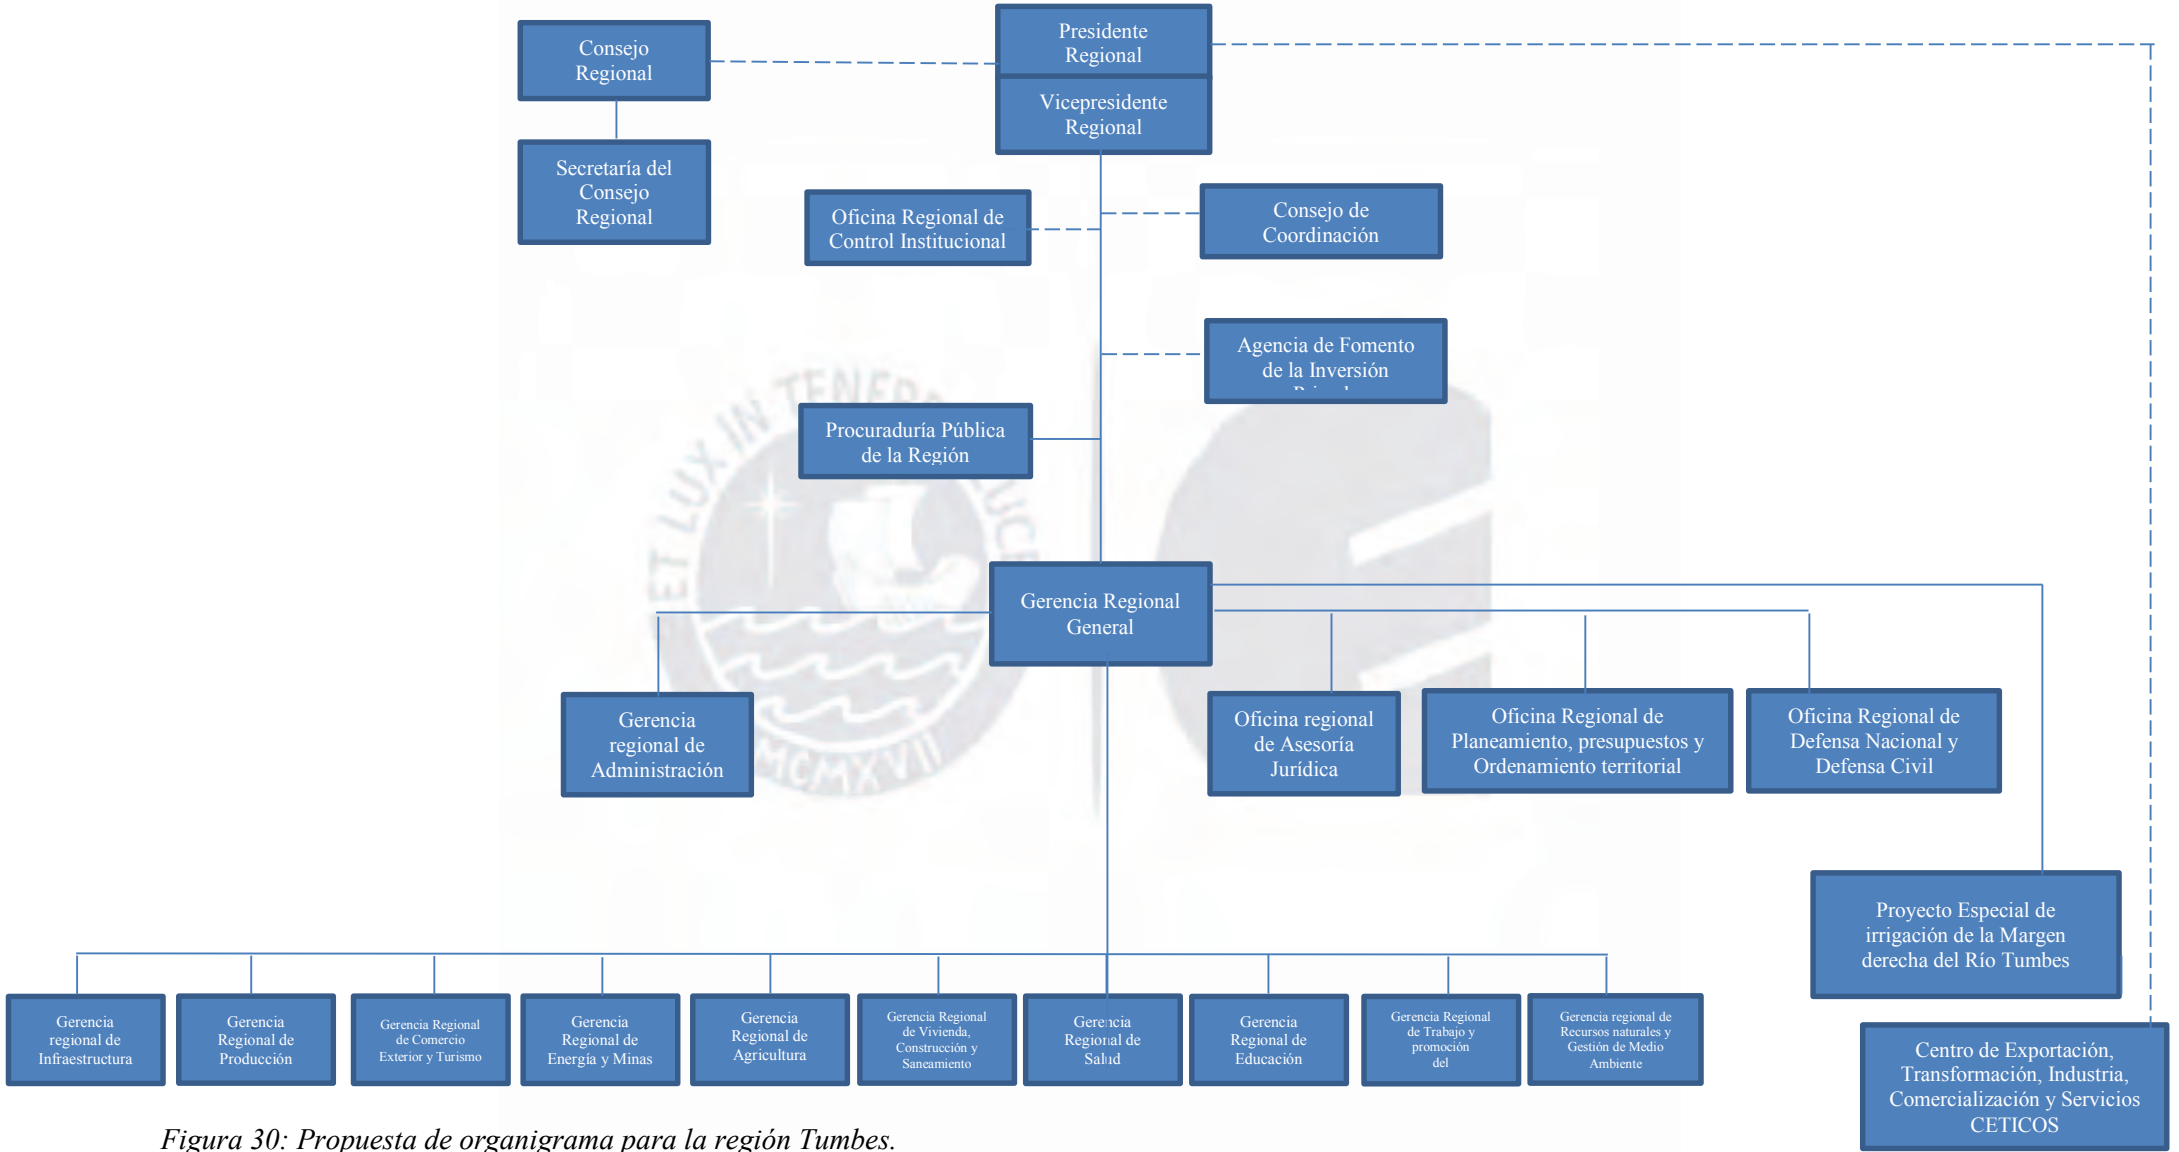 Consejo
Regional
Presidente
Regional
Vicepresidente
Regional
Secretaría del
Consejo
Regional
Oficina Regional de
Control Institucional
Consejo de
Coordinación
Agencia de Fomento
de la Inversión
Procuraduría Pública
de la Región
Gerencia Regional
General
Gerencia
regional de
Administración
Oficina regional
de Asesoría
Jurídica
Oficina Regional de
Planeamiento, presupuestos y
Ordenamiento territorial
Oficina Regional de
Defensa Nacional y
Defensa Civil
Proyecto Especial de
irrigación de la Margen
derecha del Río Tumbes
Gerencia
regional de
Infraestructura
Gerencia
Regional de
Producción
Gerencia Regional
de Comercio
Exterior y Turismo
Gerencia
Regional de
Energía y Minas
Gerencia
Regional de
Agricultura
Gerencia Regional
de Vivienda,
Construcción y
Saneamiento
Gerencia
Regional de
Salud
Gerencia
Regional de
Educación
Gerencia Regional
de Trabajo y
promoción
del
Gerencia regional de
Recursos naturales y
Gestión de Medio
Ambiente
Centro de Exportación,
Transformación, Industria,
Comercialización y Servicios
CETICOS
Figura 30: Propuesta de organigrama para la región Tumbes.
ET LUX IN
MCMXVII